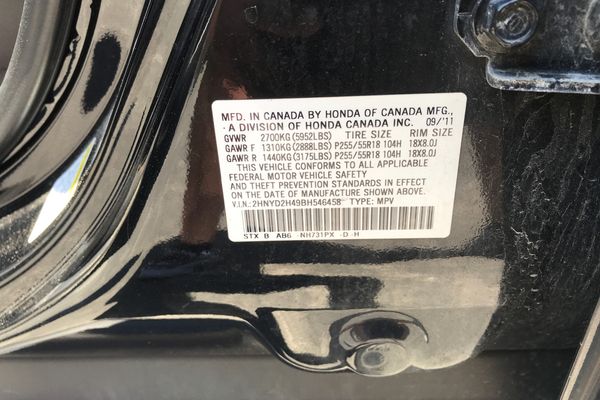 MFD. IN CANADA BY HONDA OF CANADA MFG.,
A DIVISION OF HONDA CANADA INC. 09/'11
GVWR 2700KG(5952LBS) TIRE SIZE RIM SIZE
GAWR F 1310KG(2888LBS) P255/55R18 104H 18X8.0J
GAWR R 1440KG(3175LBS) P255/55R18 104H 18X8.0J
THIS VEHICLE CONFORMS TO ALL APPLICABLE
FEDERAL MOTOR VEHICLE SAFETY AND
THEFT PREVENTION STANDARDS IN EFFECT
ON THE DATE OF MANUFACTURE SHOWN ABOVE.
V.I.N.:2HNYD2H49BH546458 TYPE: MPV
STX B AB6 NH731PX -D-H